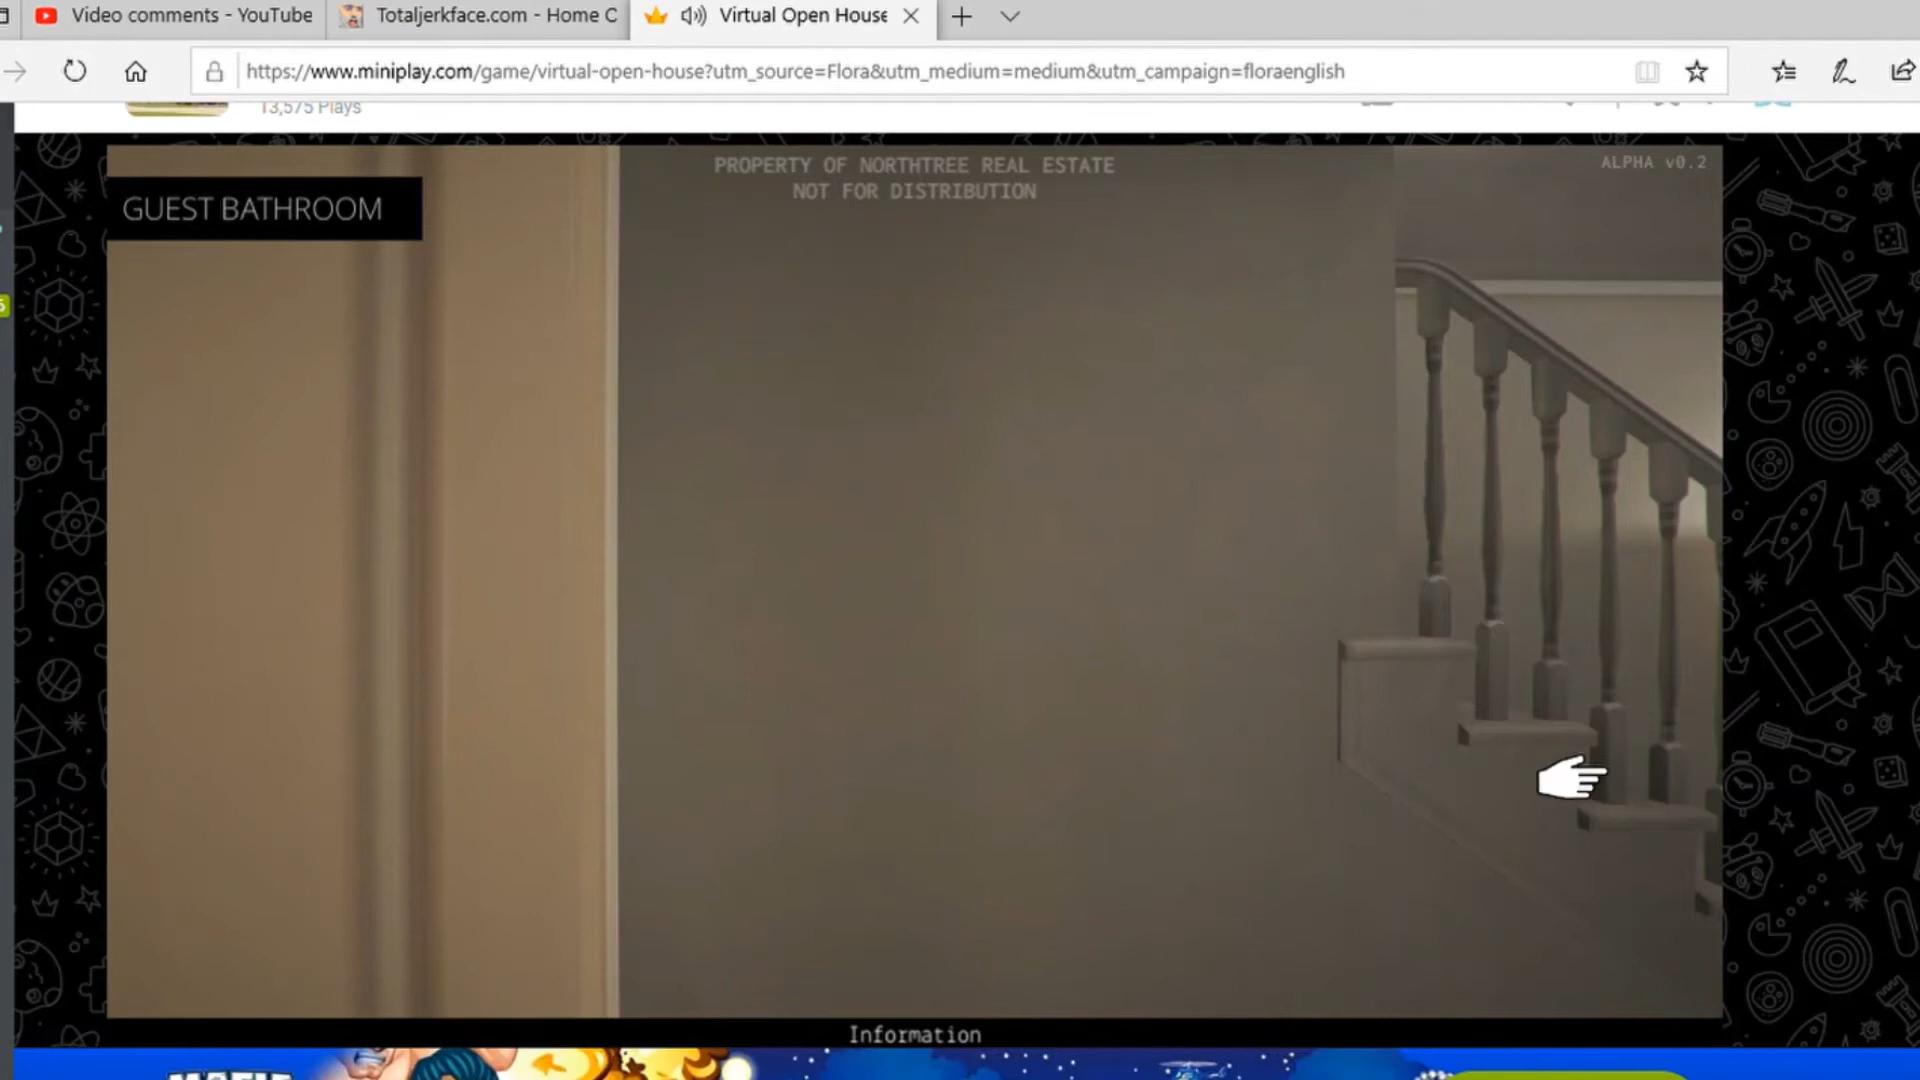 Video comments - YouTube
Totaljerkface.com - Home C
Virtual Open House
https://www.miniplay.com/game/virtual-open-house?utm_source=Flora&utm_medium=medium&utm_campaign=floraenglish
13,575 Plays
PROPERTY OF NORTHTREE REAL ESTATE
NOT FOR DISTRIBUTION
ALPHA v0.2
GUEST BATHROOM
Information